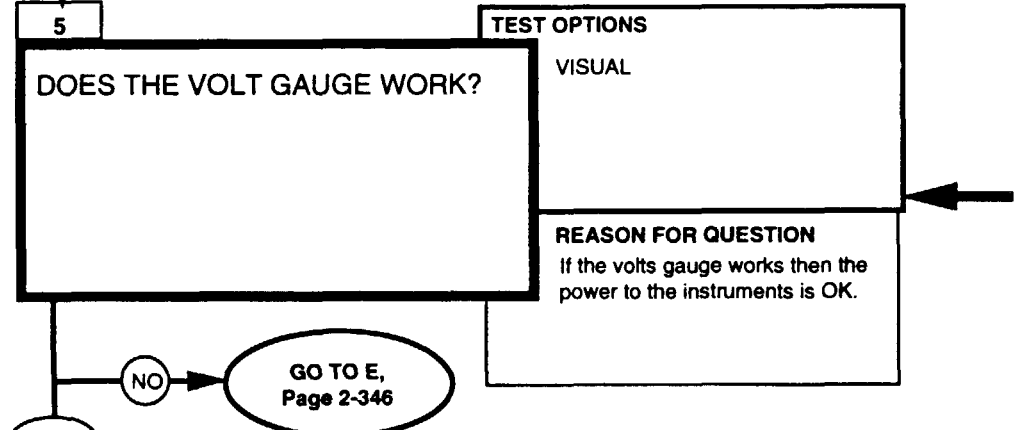 5
DOES THE VOLT GAUGE WORK?
TEST OPTIONS
VISUAL
REASON FOR QUESTION
If the volts gauge works then the
power to the instruments is OK.
NO
GO TO E,
Page 2-346